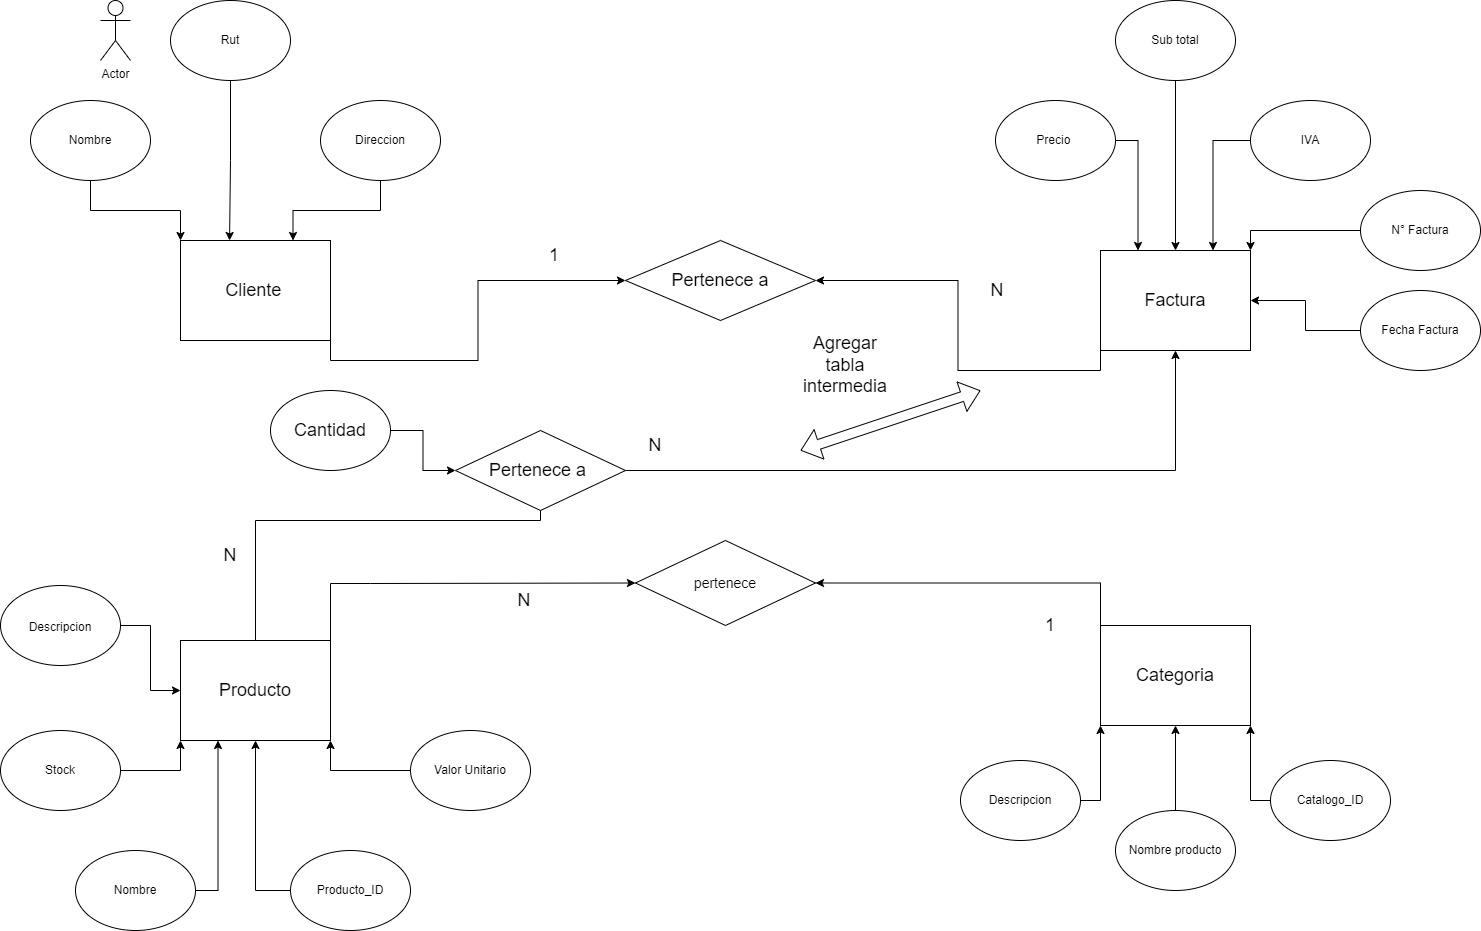 Actor
Rut
Sub total
Nombre
Direccion
Precio
IVA
N° Factura
1
Pertenece a
Cliente
N
Factura
Fecha Factura
Agregar
tabla
intermedia
Cantidad
N
Pertenece a
N
pertenece
N
Descripcion
1
Producto
Categoria
Stock
Valor Unitario
Descripcion
Catalogo_ID
Nombre producto
Nombre
Producto_ID